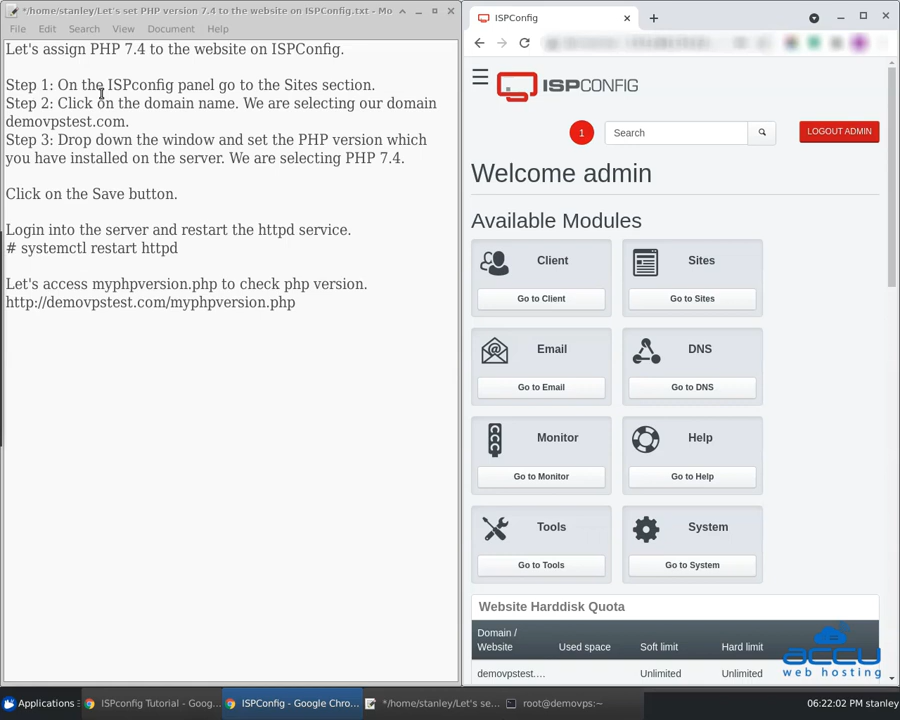 */home/stanley/Let's set PHP version 7.4 to the website on ISPConfig.txt - Mo
File Edit Search View Document Help
Let's assign PHP 7.4 to the website on ISPConfig.
Step 1: On the ISPconfig panel go to the Sites section.
Step 2: Click on the domain name. We are selecting our domain
demovpstest.com.
Step 3: Drop down the window and set the PHP version which
you have installed on the server. We are selecting PHP 7.4.
Click on the Save button.
Login into the server and restart the httpd service.
# systemctl restart httpd
Let's access myphpversion.php to check php version.
http://demovpstest.com/myphpversion.php
ISPConfig
ISPCONFIG
1
Search
LOGOUT ADMIN
Welcome admin
Available Modules
Client
Go to Client
Sites
Go to Sites
Email
Go to Email
DNS
Go to DNS
Monitor
Go to Monitor
Help
Go to Help
Tools
Go to Tools
System
Go to System
Website Harddisk Quota
Domain /
Website
Used space
Soft limit
Hard limit
demovpstest....
Unlimited
Unlimited
accu
web hosting
Applications
ISPconfig Tutorial - Goog...
ISPConfig - Google Chro...
*/home/stanley/Let's se...
root@demovps:~
06:22:02 PM stanley